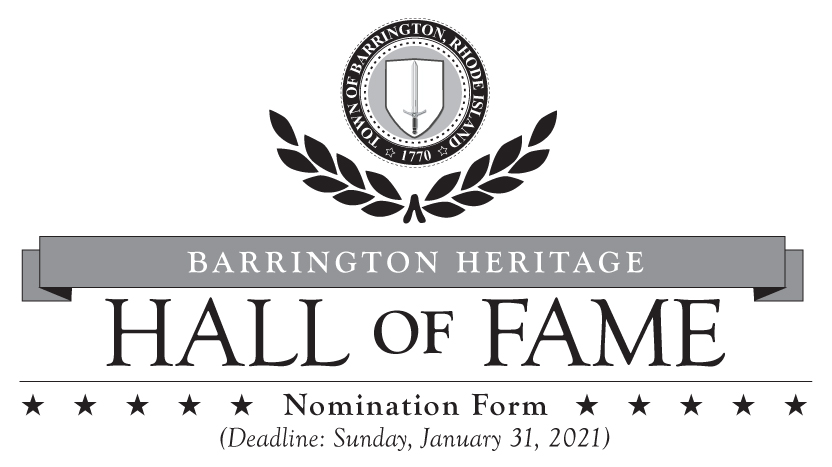 TOWN OF BARRINGTON, RHODE ISLAND
☆ 1770 ☆
BARRINGTON HERITAGE
HALL OF FAME
★ ★ ★ ★ ★ Nomination Form ★ ★ ★ ★ ★
(Deadline: Sunday, January 31, 2021)